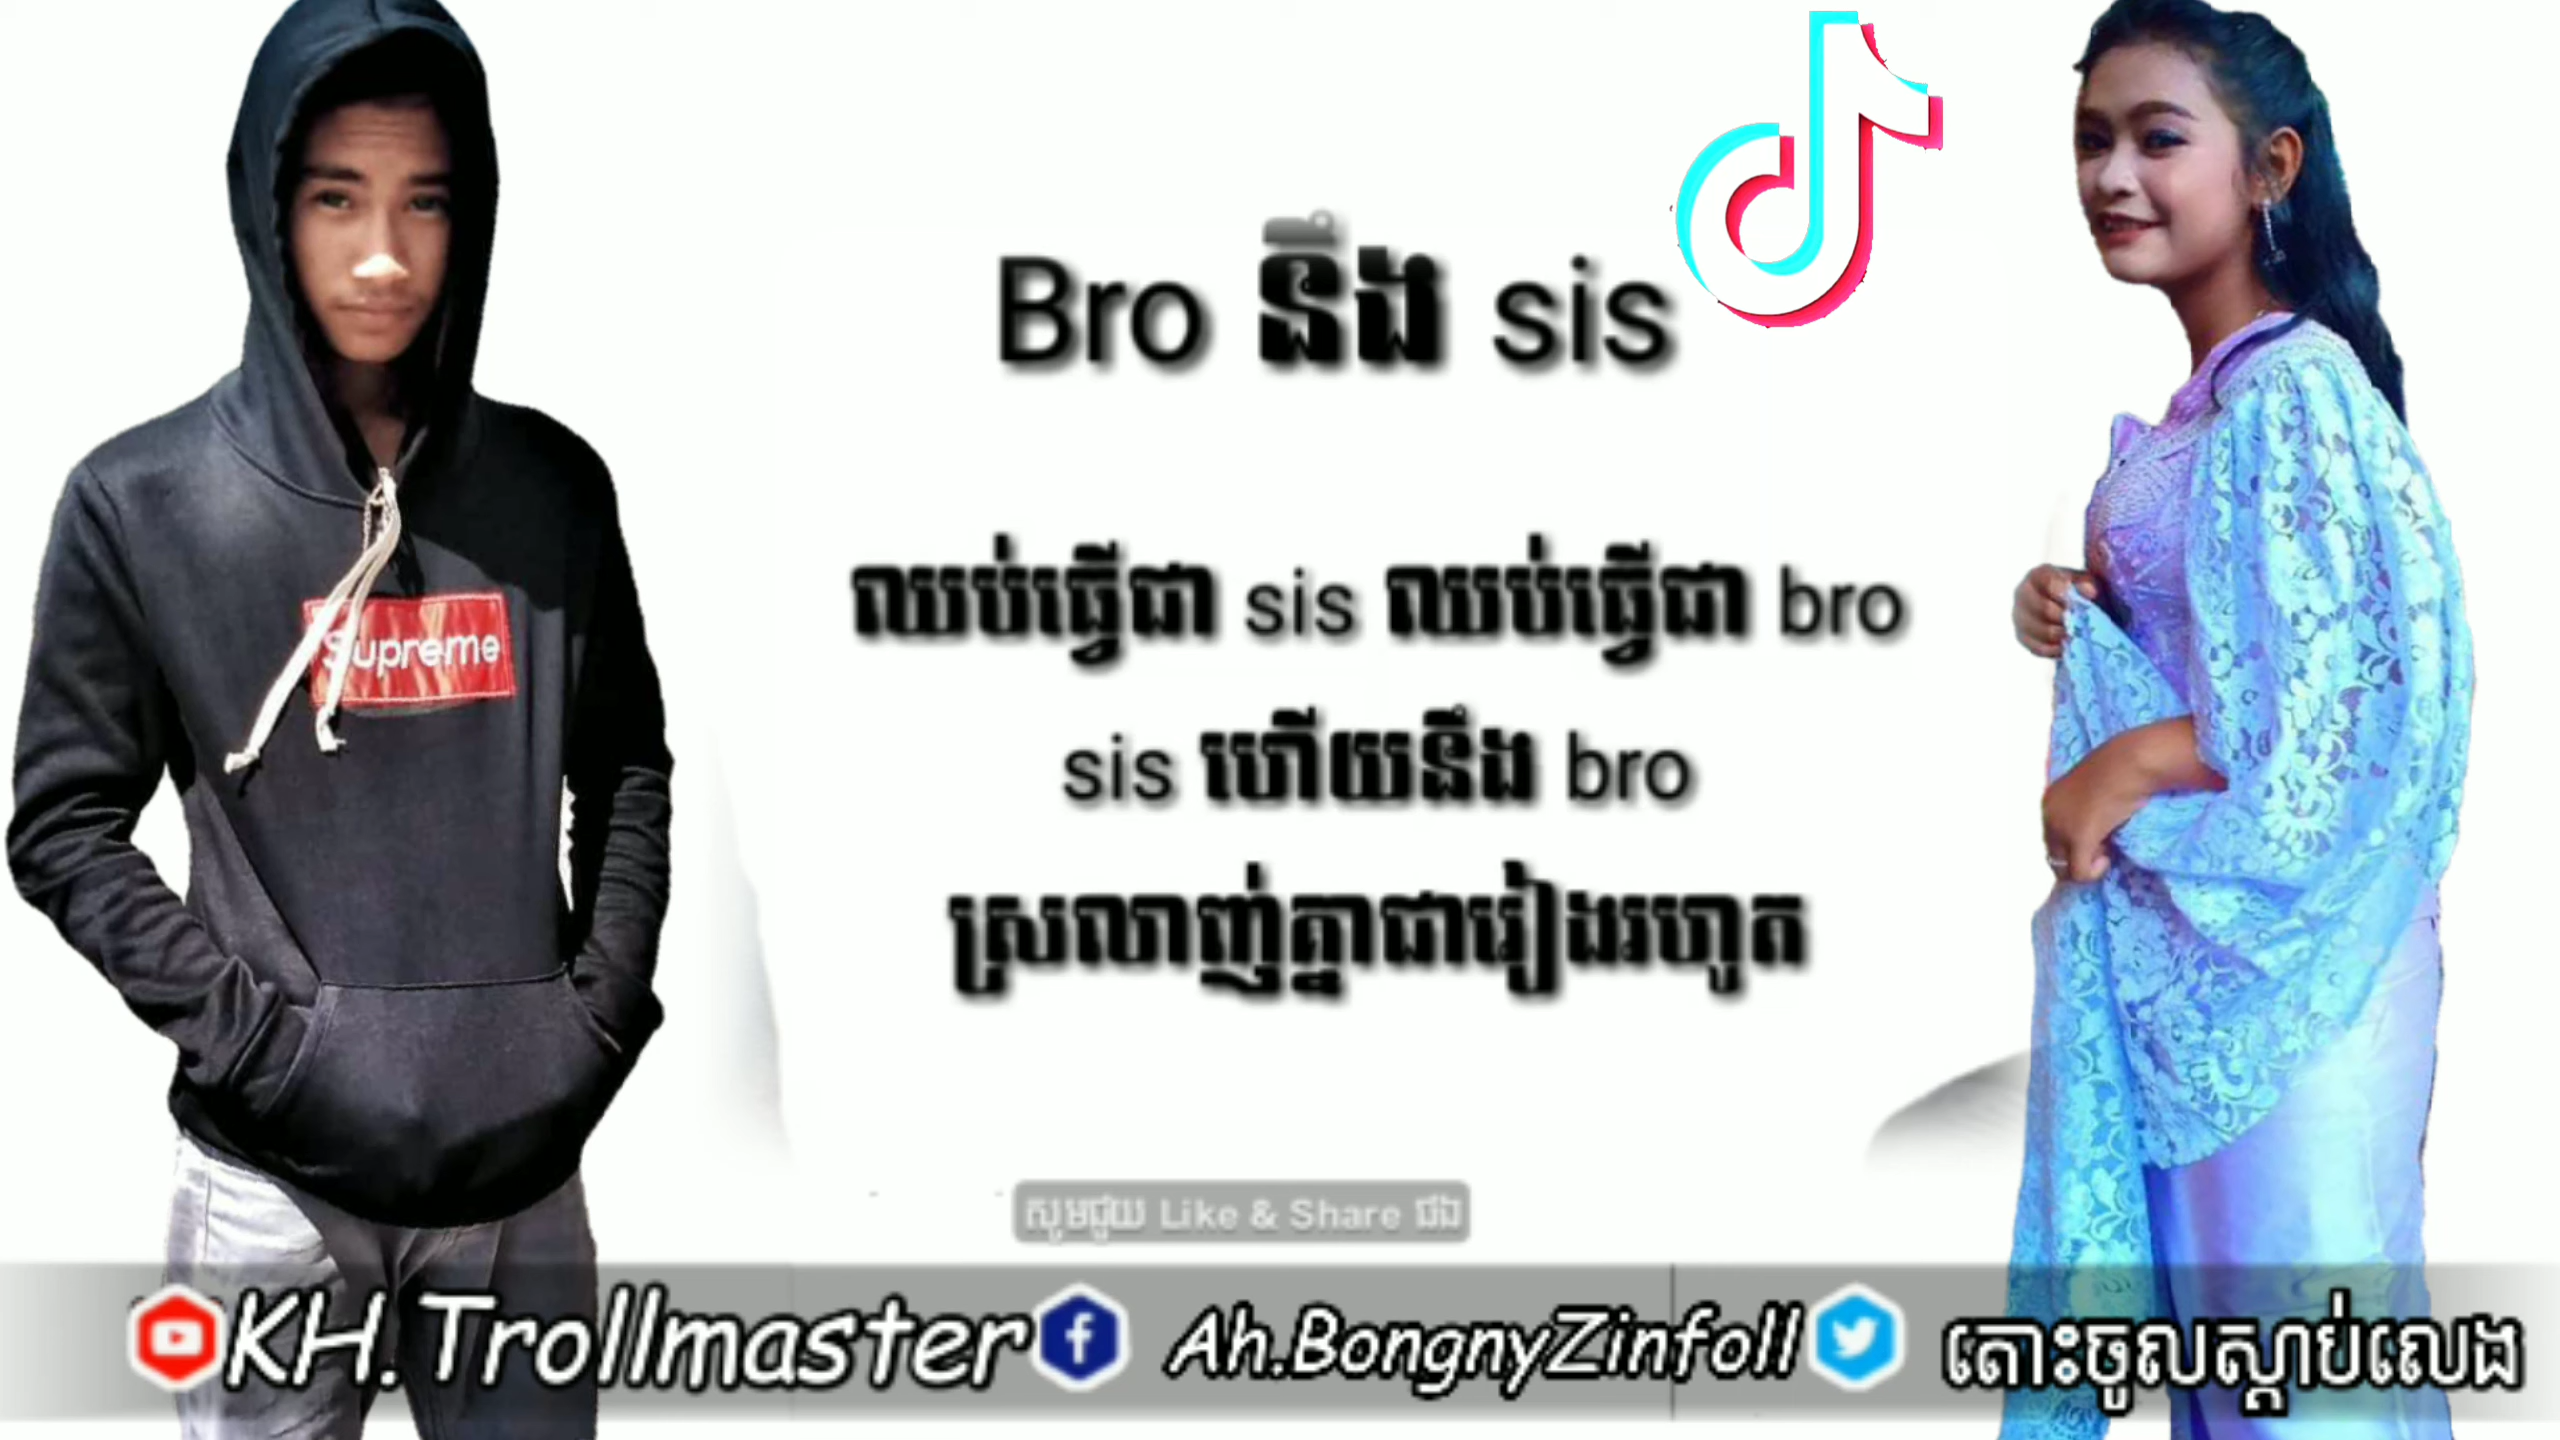 Bro នឹង sis
Supreme
ឈប់ធ្វើជា sis ឈប់ធ្វើជា bro
sis ហើយនឹង bro
ស្រលាញ់គ្នាជារៀងរហូត
សូមជួយ Like & Share ផង
KH.Trollmaster Ah.BongnyZinfoll តោះចូលស្ដាប់លេង